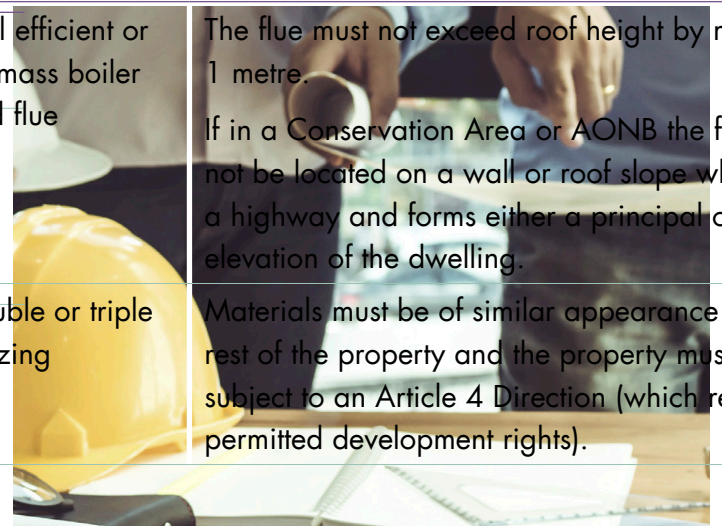 l efficient or
mass boiler
d flue
The flue must not exceed roof height by
1 metre.
If in a Conservation Area or AONB the
not be located on a wall or roof slope
a highway and forms either a principal
elevation of the dwelling.
uble or triple
zing
Materials must be of similar appearance
rest of the property and the property
subject to an Article 4 Direction (which
permitted development rights).